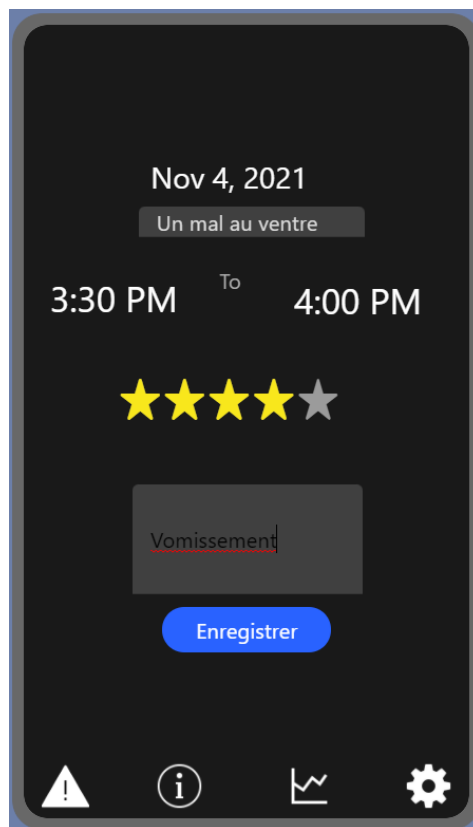 Nov 4, 2021
Un mal au ventre
To
3:30 PM 4:00 PM
Vomissement
Enregistrer